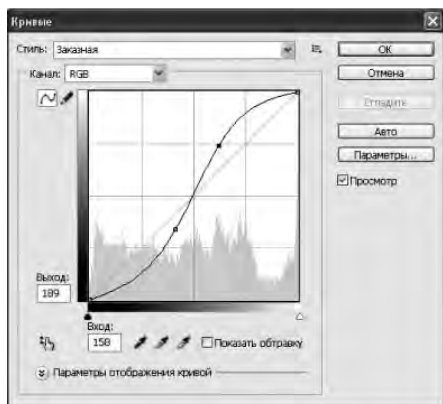 Кривые
Стиль: Заказная
OK
Канал: RGB
Отмена
Сгладить
Авто
Параметры...
Просмотр
Выход:
189
Вход:
158
Показать обтравку
Параметры отображения кривой